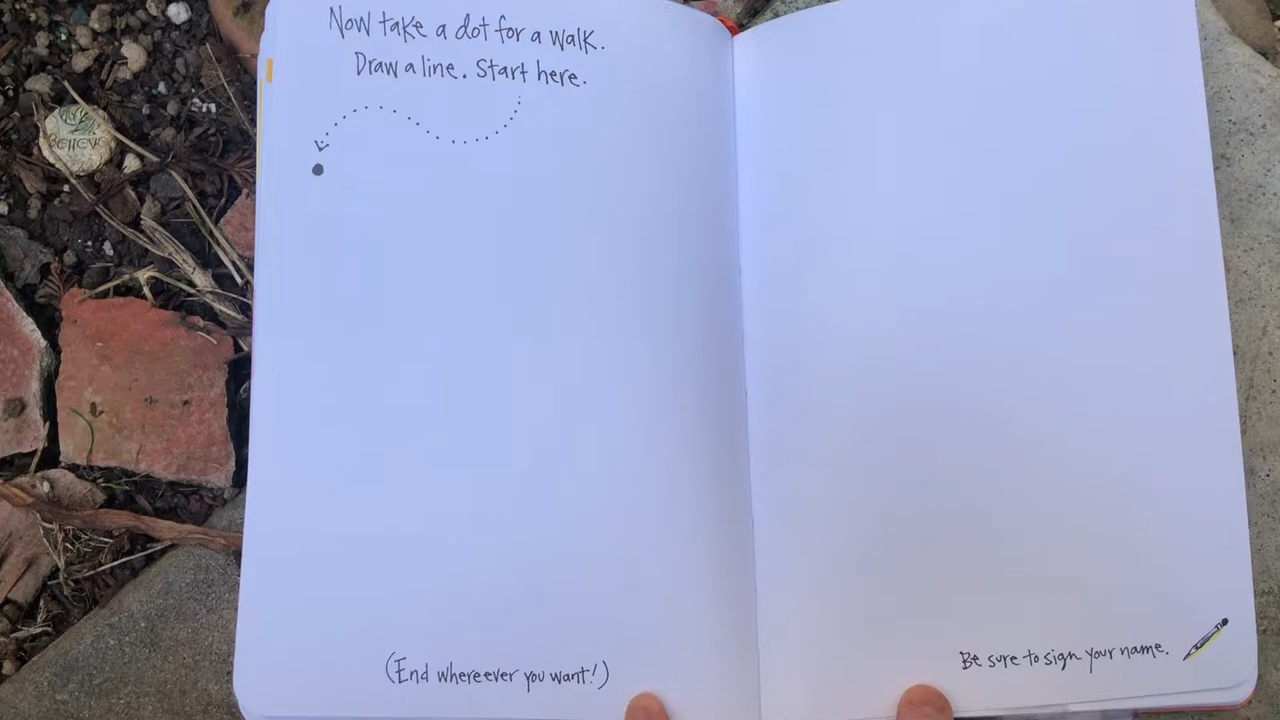 Now take a dot for a walk.
Draw a line. Start here.
BELIEVE
(End whereever you want!)
Be sure to sign your name.